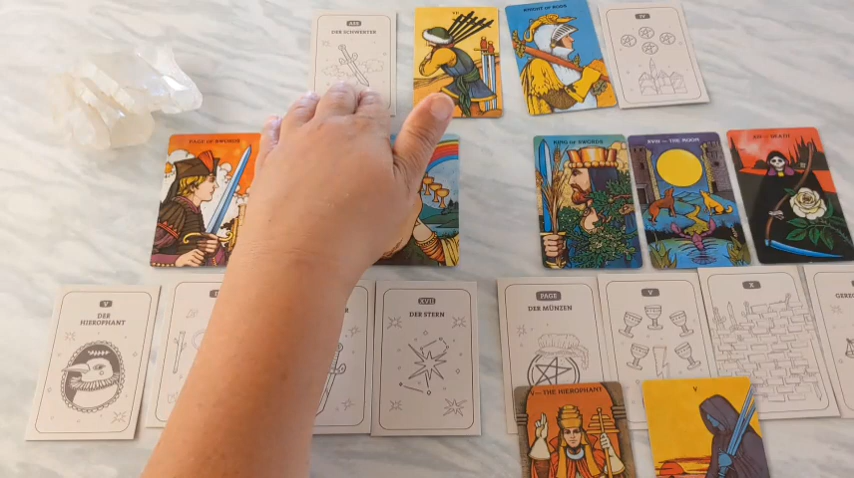 ASS
DER SCHWERTER
VII
KNIGHT OF RODS
IV
PAGE OF SWORDS
KING OF SWORDS
XVIII — THE MOON
XIII — DEATH
V
DER
HIEROPHANT
XVII
DER STERN
PAGE
DER MÜNZEN
V
X
V — THE HIEROPHANT
V